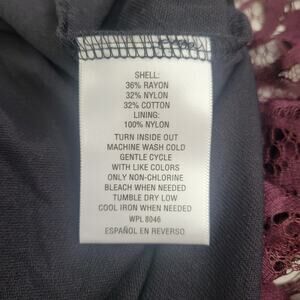 SHELL:
36% RAYON
32% NYLON
32% COTTON
LINING:
100% NYLON
TURN INSIDE OUT
MACHINE WASH COLD
GENTLE CYCLE
WITH LIKE COLORS
ONLY NON-CHLORINE
BLEACH WHEN NEEDED
TUMBLE DRY LOW
COOL IRON WHEN NEEDED
WPL 8046
ESPAÑOL EN REVERSO